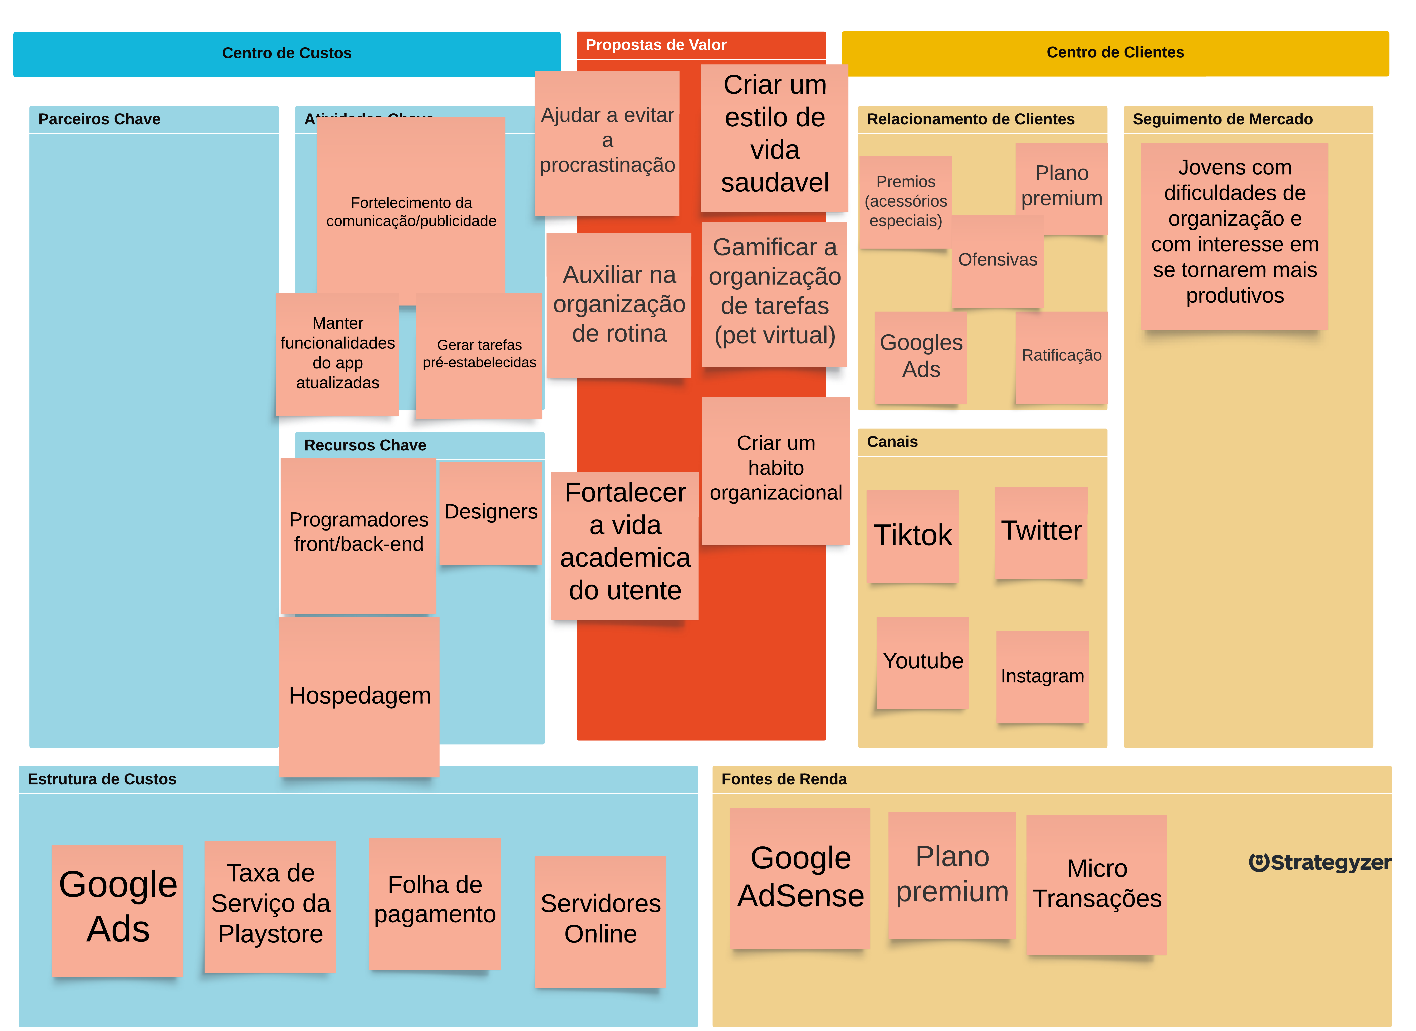 Centro de Custos
Propostas de Valor
Centro de Clientes
Parceiros Chave
Atividades Chave
Fortelecimento da
comunicação/publicidade
Manter
funcionalidades
do app
atualizadas
Gerar tarefas
pré-estabelecidas
Recursos Chave
Programadores
front/back-end
Designers
Hospedagem
Ajudar a evitar
a
procrastinação
Criar um
estilo de
vida
saudavel
Auxiliar na
organização
de rotina
Gamificar a
organização
de tarefas
(pet virtual)
Criar um
habito
organizacional
Fortalecer
a vida
academica
do utente
Relacionamento de Clientes
Premios
(acessórios
especiais)
Plano
premium
Ofensivas
Googles
Ads
Ratificação
Canais
Tiktok
Twitter
Youtube
Instagram
Seguimento de Mercado
Jovens com
dificuldades de
organização e
com interesse em
se tornarem mais
produtivos
Estrutura de Custos
Google
Ads
Taxa de
Serviço da
Playstore
Folha de
pagamento
Servidores
Online
Fontes de Renda
Google
AdSense
Plano
premium
Micro
Transações
Strategyzer